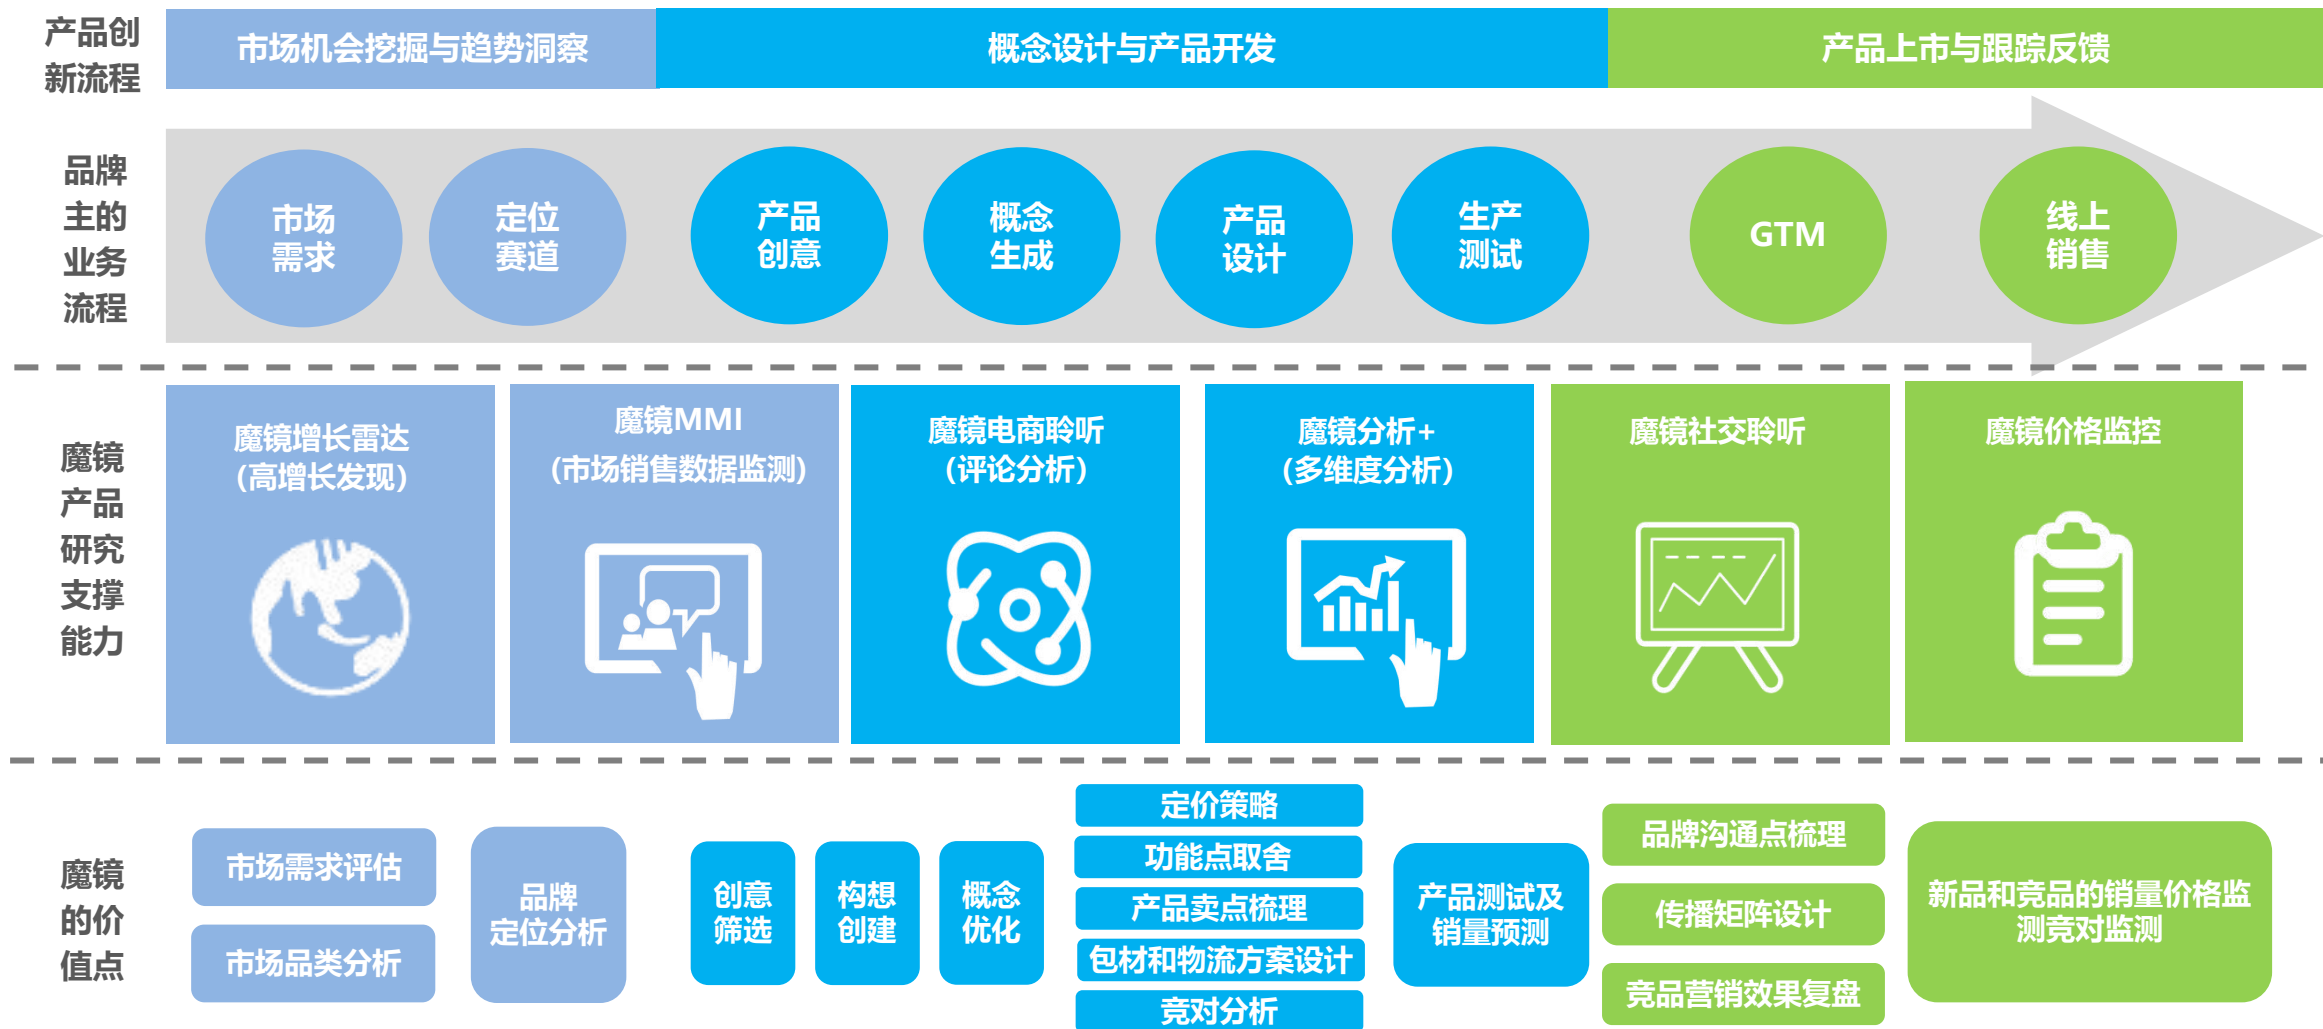 产品创
新流程
市场机会挖掘与趋势洞察
概念设计与产品开发
产品上市与跟踪反馈
品牌
主的
业务
流程
市场
需求
定位
赛道
产品
创意
概念
生成
产品
设计
生产
测试
GTM
线上
销售
魔镜
产品
研究
支撑
能力
魔镜增长雷达
(高增长发现)
魔镜MMI
(市场销售数据监测)
魔镜电商聆听
(评论分析)
魔镜分析+
(多维度分析)
魔镜社交聆听
魔镜价格监控
魔镜
的价
值点
市场需求评估
市场品类分析
品牌
定位分析
创意
筛选
构想
创建
概念
优化
定价策略
功能点取舍
产品卖点梳理
包材和物流方案设计
竞对分析
产品测试及
销量预测
品牌沟通点梳理
传播矩阵设计
竞品营销效果复盘
新品和竞品的销量价格监
测竞对监测